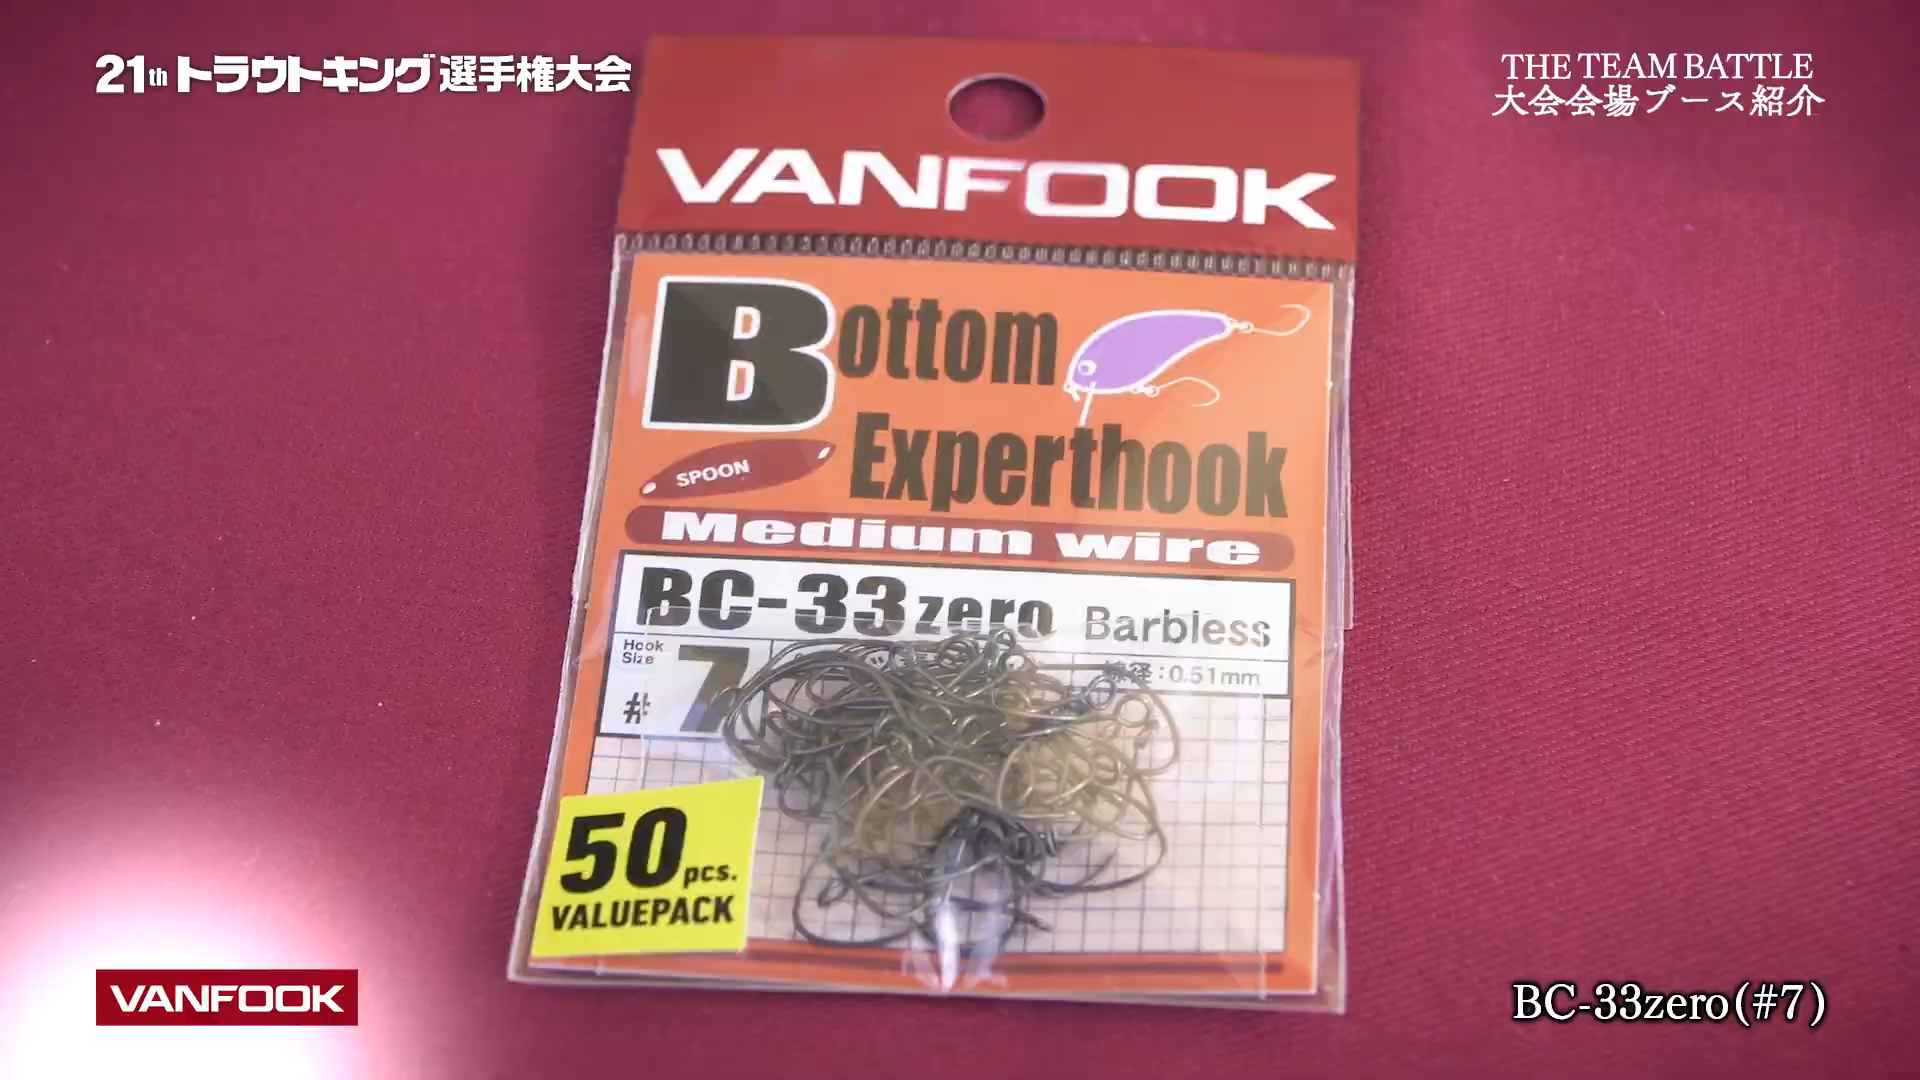 21th トラウトキング選手権大会
THE TEAM BATTLE
大会会場ブース紹介
VANFOOK
Bottom
Experthook
SPOON
Medium wire
BC-33zero Barbless
Hook
Size
# 7
線径:0.51mm
50 pcs.
VALUEPACK
VANFOOK
BC-33zero(#7)